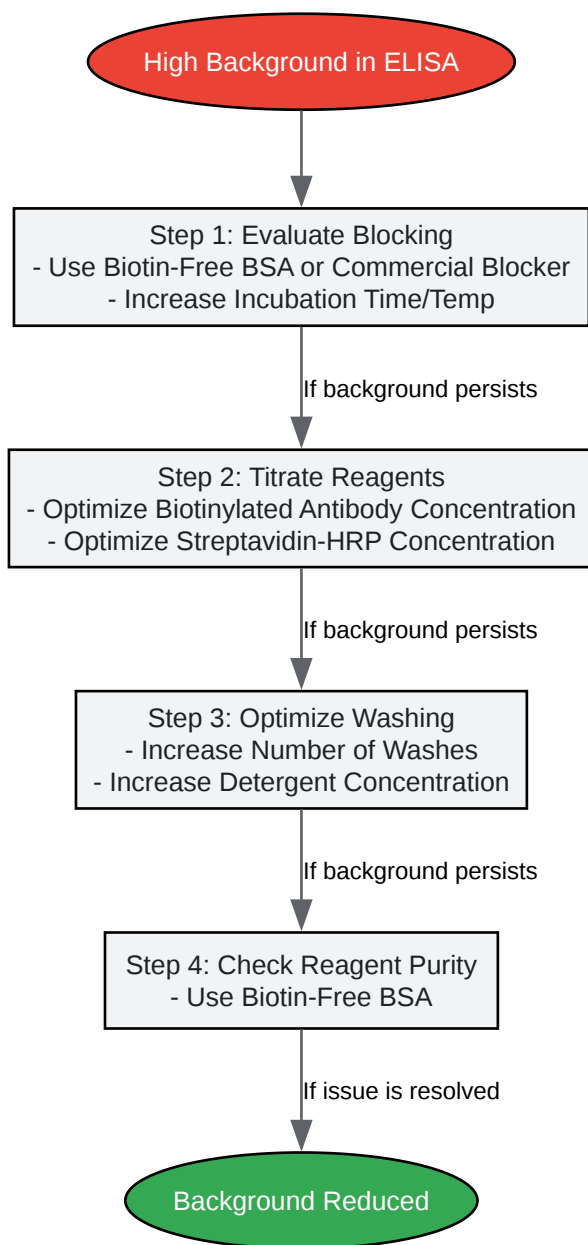 High Background in ELISA
Step 1: Evaluate Blocking
- Use Biotin-Free BSA or Commercial Blocker
- Increase Incubation Time/Temp
If background persists
Step 2: Titrate Reagents
- Optimize Biotinylated Antibody Concentration
- Optimize Streptavidin-HRP Concentration
If background persists
Step 3: Optimize Washing
- Increase Number of Washes
- Increase Detergent Concentration
If background persists
Step 4: Check Reagent Purity
- Use Biotin-Free BSA
If issue is resolved
Background Reduced